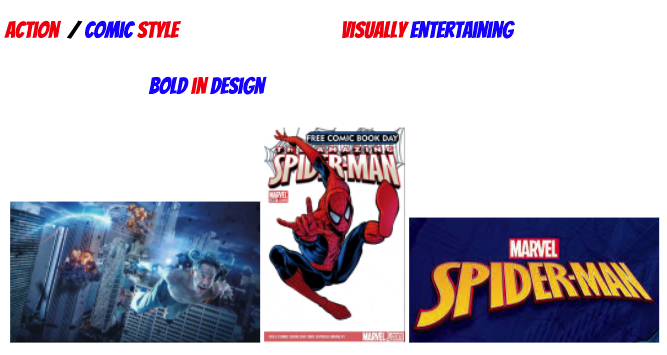 ACTION / COMIC STYLE
VISUALLY ENTERTAINING
BOLD IN DESIGN
FREE COMIC BOOK DAY
THE AMAZING
SPIDER-MAN
MARVEL
MARVEL
MARVEL
SPIDER-MAN